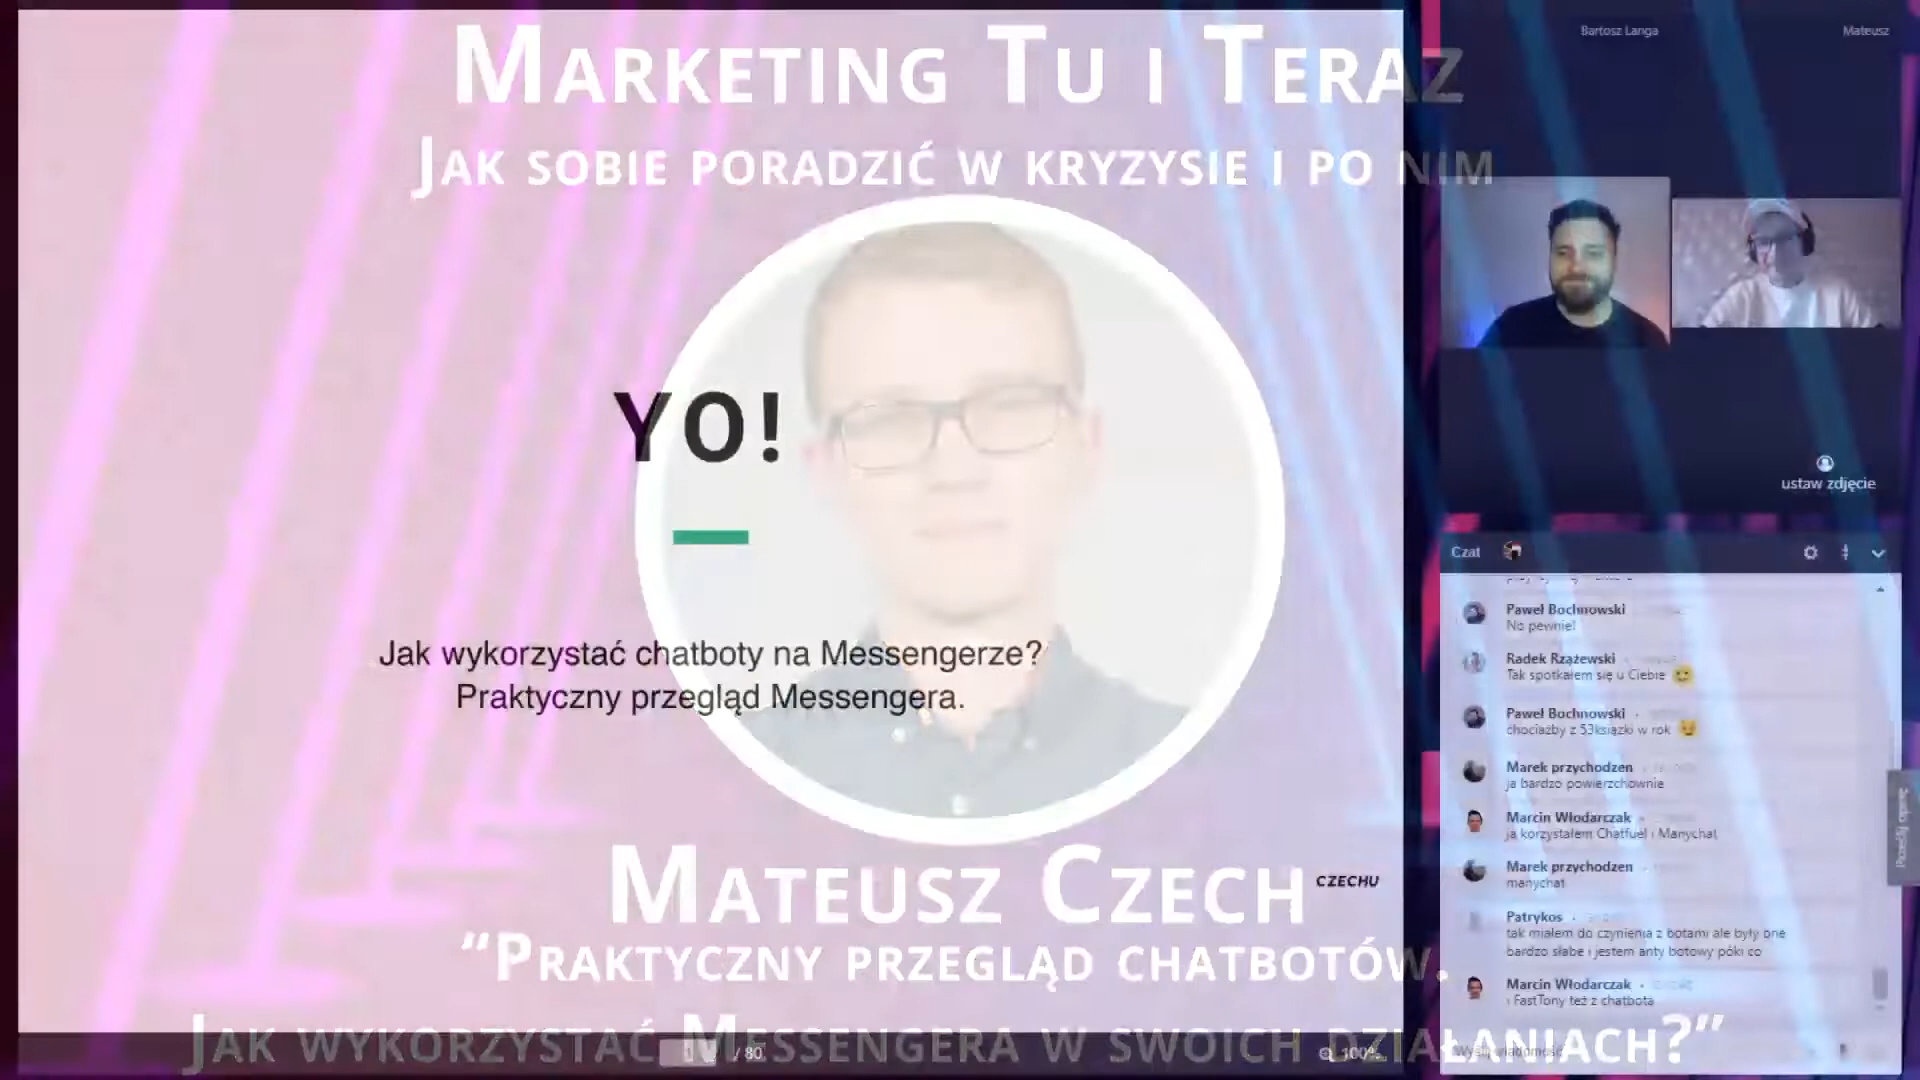 Marketing Tu i Teraz
Jak sobie poradzić w kryzysie i po nim
YO!
Jak wykorzystać chatboty na Messengerze?
Praktyczny przegląd Messengera.
Mateusz Czech
CZECHU
“Praktyczny przegląd chatbotów.
Jak wykorzystać Messengera w swoich działaniach?”
/ 80
100%
Bartosz Langa
Mateusz
ustaw zdjęcie
Czat
Paweł Bochnowski
No pewnie!
Radek Rzążewski
Tak spotkałem się u Ciebie
Paweł Bochnowski
chociażby z 53książki w rok
Marek przychodzen
ja bardzo powierzchownie
Marcin Włodarczak
ja korzystałem Chatfuel i Manychat
Marek przychodzen
manychat
Patrykos
tak miałem do czynienia z botami ale były one
bardzo słabe i jestem anty botowy póki co
Marcin Włodarczak
i FastTony też z chatbota